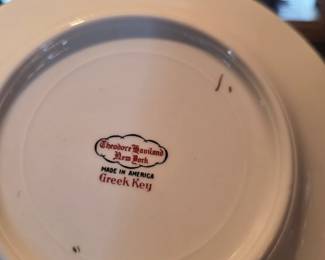 Theodore Haviland
New York
MADE IN AMERICA
Greek Key